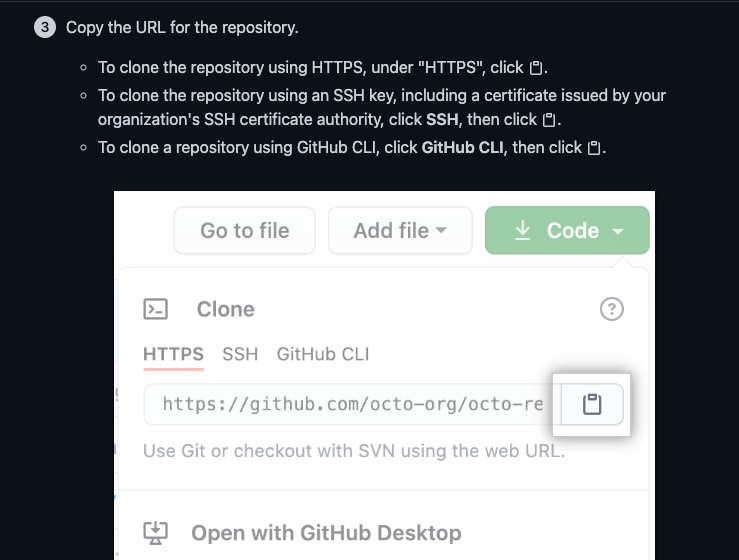 3 Copy the URL for the repository.
To clone the repository using HTTPS, under "HTTPS", click .
To clone the repository using an SSH key, including a certificate issued by your
organization's SSH certificate authority, click SSH, then click .
To clone a repository using GitHub CLI, click GitHub CLI, then click .
Go to file Add file Code
Clone
HTTPS SSH GitHub CLI
https://github.com/octo-org/octo-re
Use Git or checkout with SVN using the web URL.
Open with GitHub Desktop